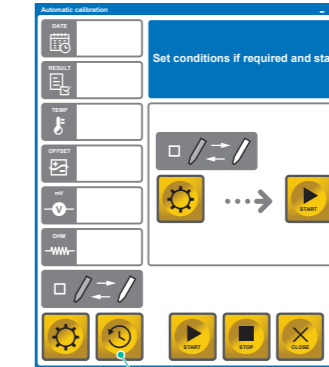 Automatic calibration
DATE
RESULT
Set conditions if required and sta
TEMP
OFFSET
START
mV
V
OHM
START
STOP
CLOSE